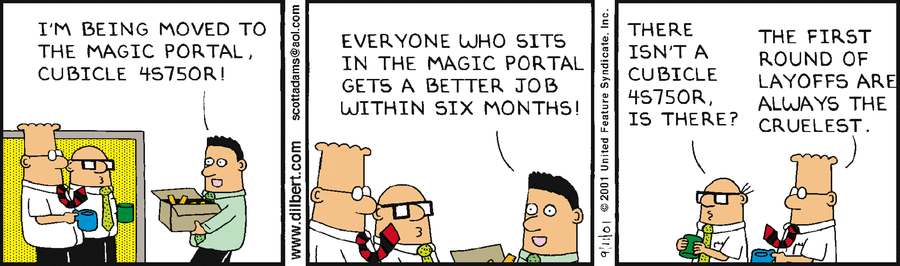 I'M BEING MOVED TO
THE MAGIC PORTAL,
CUBICLE 4S750R!
scottadams@aol.com
www.dilbert.com
EVERYONE WHO SITS
IN THE MAGIC PORTAL
GETS A BETTER JOB
WITHIN SIX MONTHS!
9/11/01 © 2001 United Feature Syndicate, Inc.
THERE
ISN'T A
CUBICLE
4S750R,
IS THERE?
THE FIRST
ROUND OF
LAYOFFS ARE
ALWAYS THE
CRUELEST.